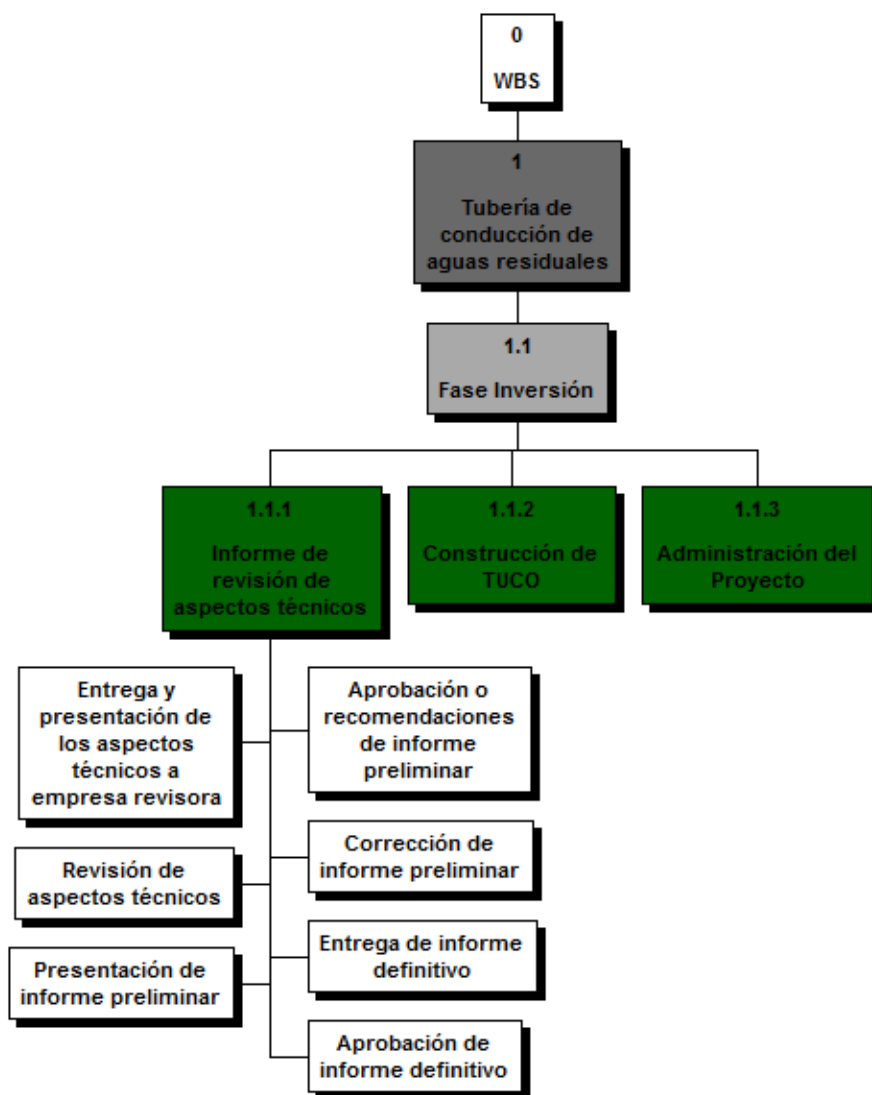 0
WBS
1
Tubería de
conducción de
aguas residuales
1.1
Fase Inversión
1.1.1
Informe de
revisión de
aspectos técnicos
1.1.2
Construcción de
TUCO
1.1.3
Administración del
Proyecto
Entrega y
presentación de
los aspectos
técnicos a
empresa revisora
Revisión de
aspectos técnicos
Presentación de
informe preliminar
Aprobación o
recomendaciones
de informe
preliminar
Corrección de
informe preliminar
Entrega de informe
definitivo
Aprobación de
informe definitivo